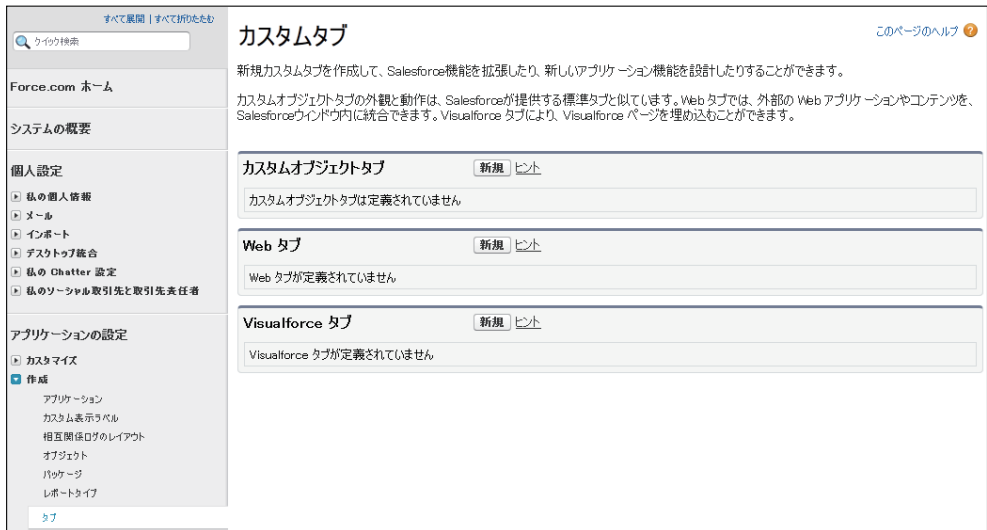 すべて展開 | すべて折りたたむ
クイック検索
Force.com ホーム
システムの概要
個人設定
私の個人情報
メール
インポート
デスクトップ統合
私の Chatter 設定
私のソーシャル取引先と取引先責任者
アプリケーションの設定
カスタマイズ
作成
アプリケーション
カスタム表示ラベル
相互関係ログのレイアウト
オブジェクト
パッケージ
レポートタイプ
タブ
カスタムタブ
このページのヘルプ ?
新規カスタムタブを作成して、Salesforce機能を拡張したり、新しいアプリケーション機能を設計したりすることができます。
カスタムオブジェクトタブの外観と動作は、Salesforceが提供する標準タブと似ています。Web タブでは、外部の Web アプリケーションやコンテンツを、
Salesforceウィンドウ内に統合できます。Visualforce タブにより、Visualforce ページを埋め込むことができます。
カスタムオブジェクトタブ 新規 ヒント
カスタムオブジェクトタブは定義されていません
Web タブ 新規 ヒント
Web タブが定義されていません
Visualforce タブ 新規 ヒント
Visualforce タブが定義されていません